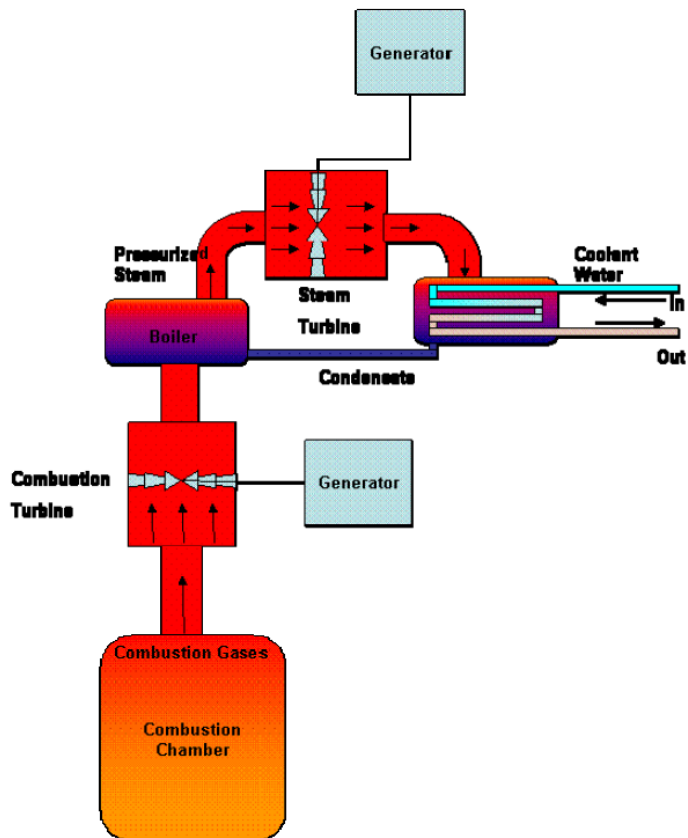 Generator
Pressurized
Steam
Steam
Turbine
Coolant
Water
In
Out
Boiler
Condensate
Combustion
Turbine
Generator
Combustion Gases
Combustion
Chamber